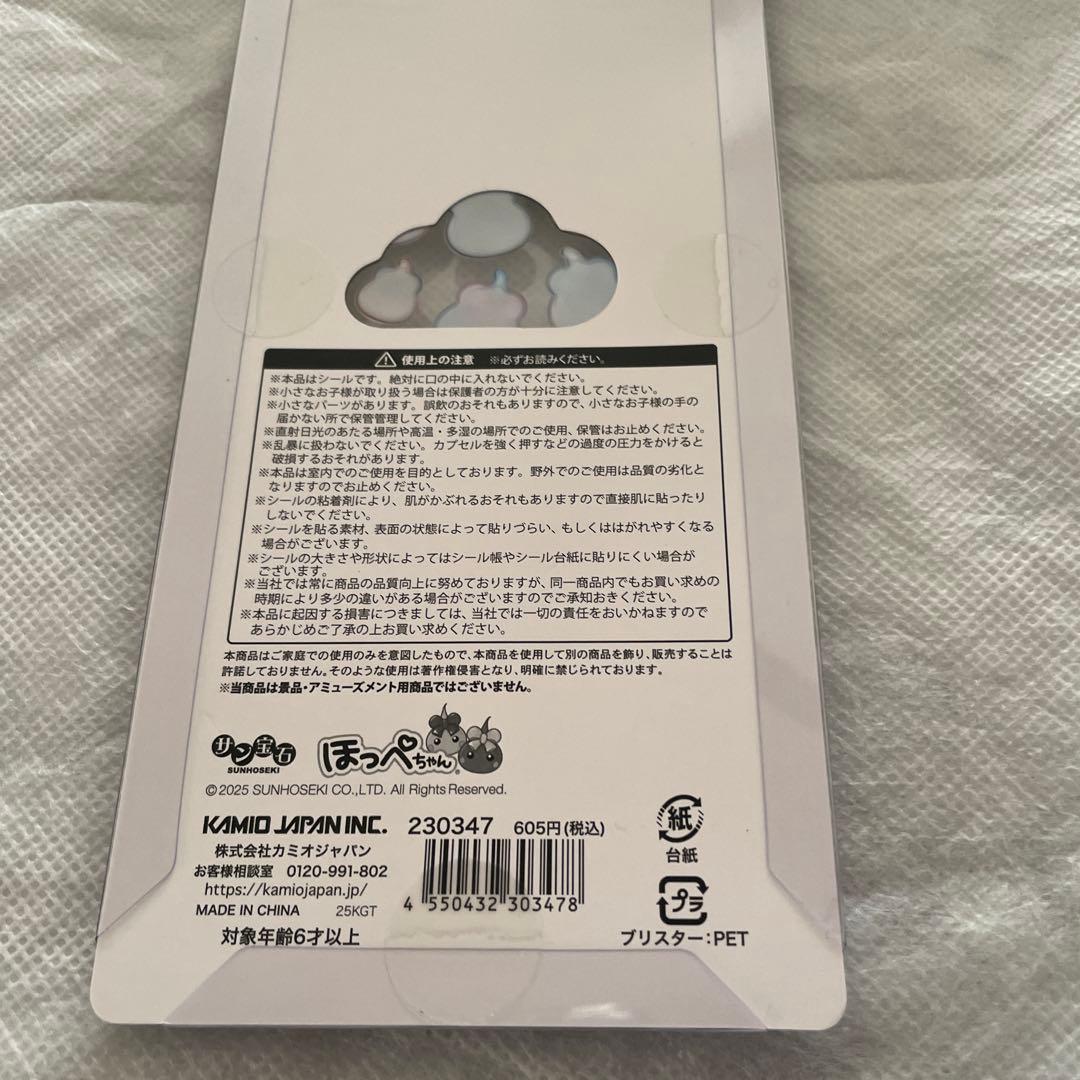 ⚠ 使用上の注意 ※必ずお読みください。
※本品はシールです。絶対に口の中に入れないでください。
※小さなお子様が取り扱う場合は保護者の方が十分に注意してください。
※小さなパーツがあります。誤飲のおそれもありますので、小さなお子様の手の
届かない所で保管管理してください。
※直射日光のあたる場所や高温・多湿の場所でのご使用、保管はお止めください。
※乱暴に扱わないでください。カプセルを強く押すなどの過度の圧力をかけると
破損するおそれがあります。
※本品は室内でのご使用を目的としております。野外でのご使用は品質の劣化と
なりますのでお止めください。
※シールの粘着剤により、肌がかぶれるおそれもありますので直接肌に貼ったり
しないでください。
※シールを貼る素材、表面の状態によって貼りづらい、もしくははがれやすくなる
場合がございます。
※シールの大きさや形状によってはシール帳やシール台紙に貼りにくい場合が
ございます。
※当社では常に商品の品質向上に努めておりますが、同一商品内でもお買い求めの
時期により多少の違いがある場合がございますのでご承知おきください。
※本品に起因する損害につきましては、当社では一切の責任をおいかねますので
あらかじめご了承の上お買い求めください。
本商品はご家庭での使用のみを意図したもので、本商品を使用して別の商品を飾り、販売することは
許諾しておりません。そのような使用は著作権侵害となり、明確に禁じられております。
※当商品は景品・アミューズメント用商品ではございません。
サン宝石
SUNHOSEKI
ほっぺちゃん®
©2025 SUNHOSEKI CO.,LTD. All Rights Reserved.
KAMIO JAPAN INC. 230347 605円(税込)
株式会社カミオジャパン
お客様相談室 0120-991-802
https://kamiojapan.jp/
MADE IN CHINA 25KGT
対象年齢6才以上
4 550432 303478
紙
台紙
プラ
ブリスター:PET